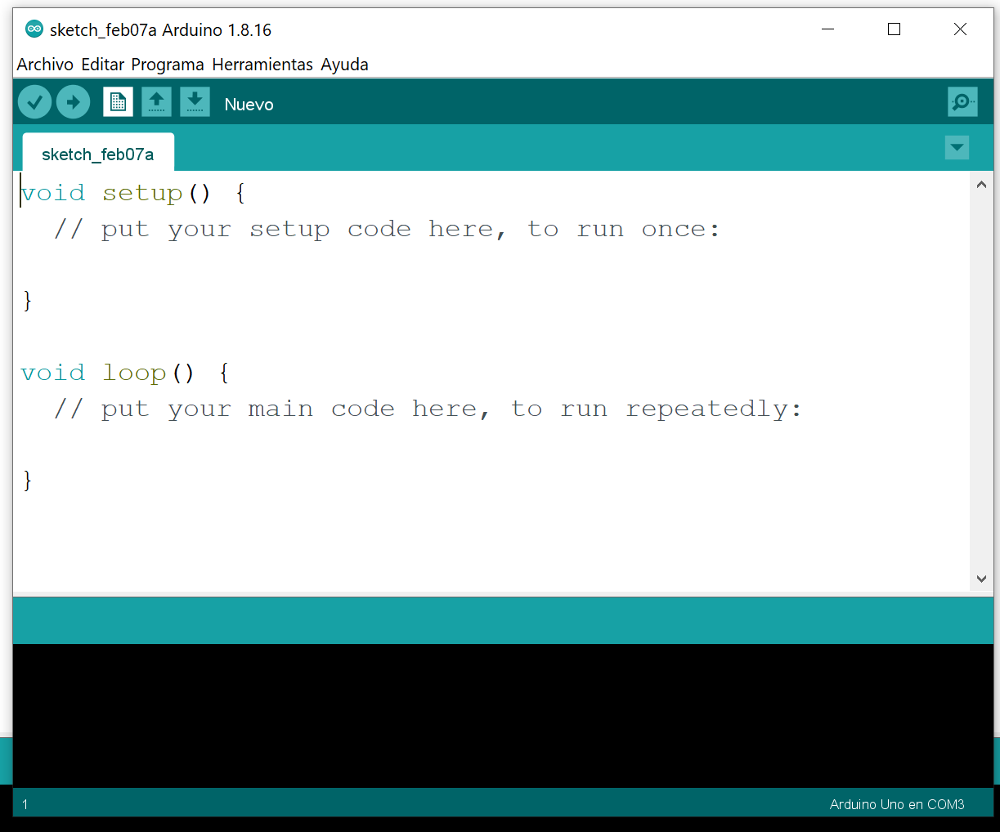 sketch_feb07a Arduino 1.8.16
Archivo Editar Programa Herramientas Ayuda
Nuevo
sketch_feb07a
void setup() {
  // put your setup code here, to run once:
}
void loop() {
  // put your main code here, to run repeatedly:
}
1
Arduino Uno en COM3